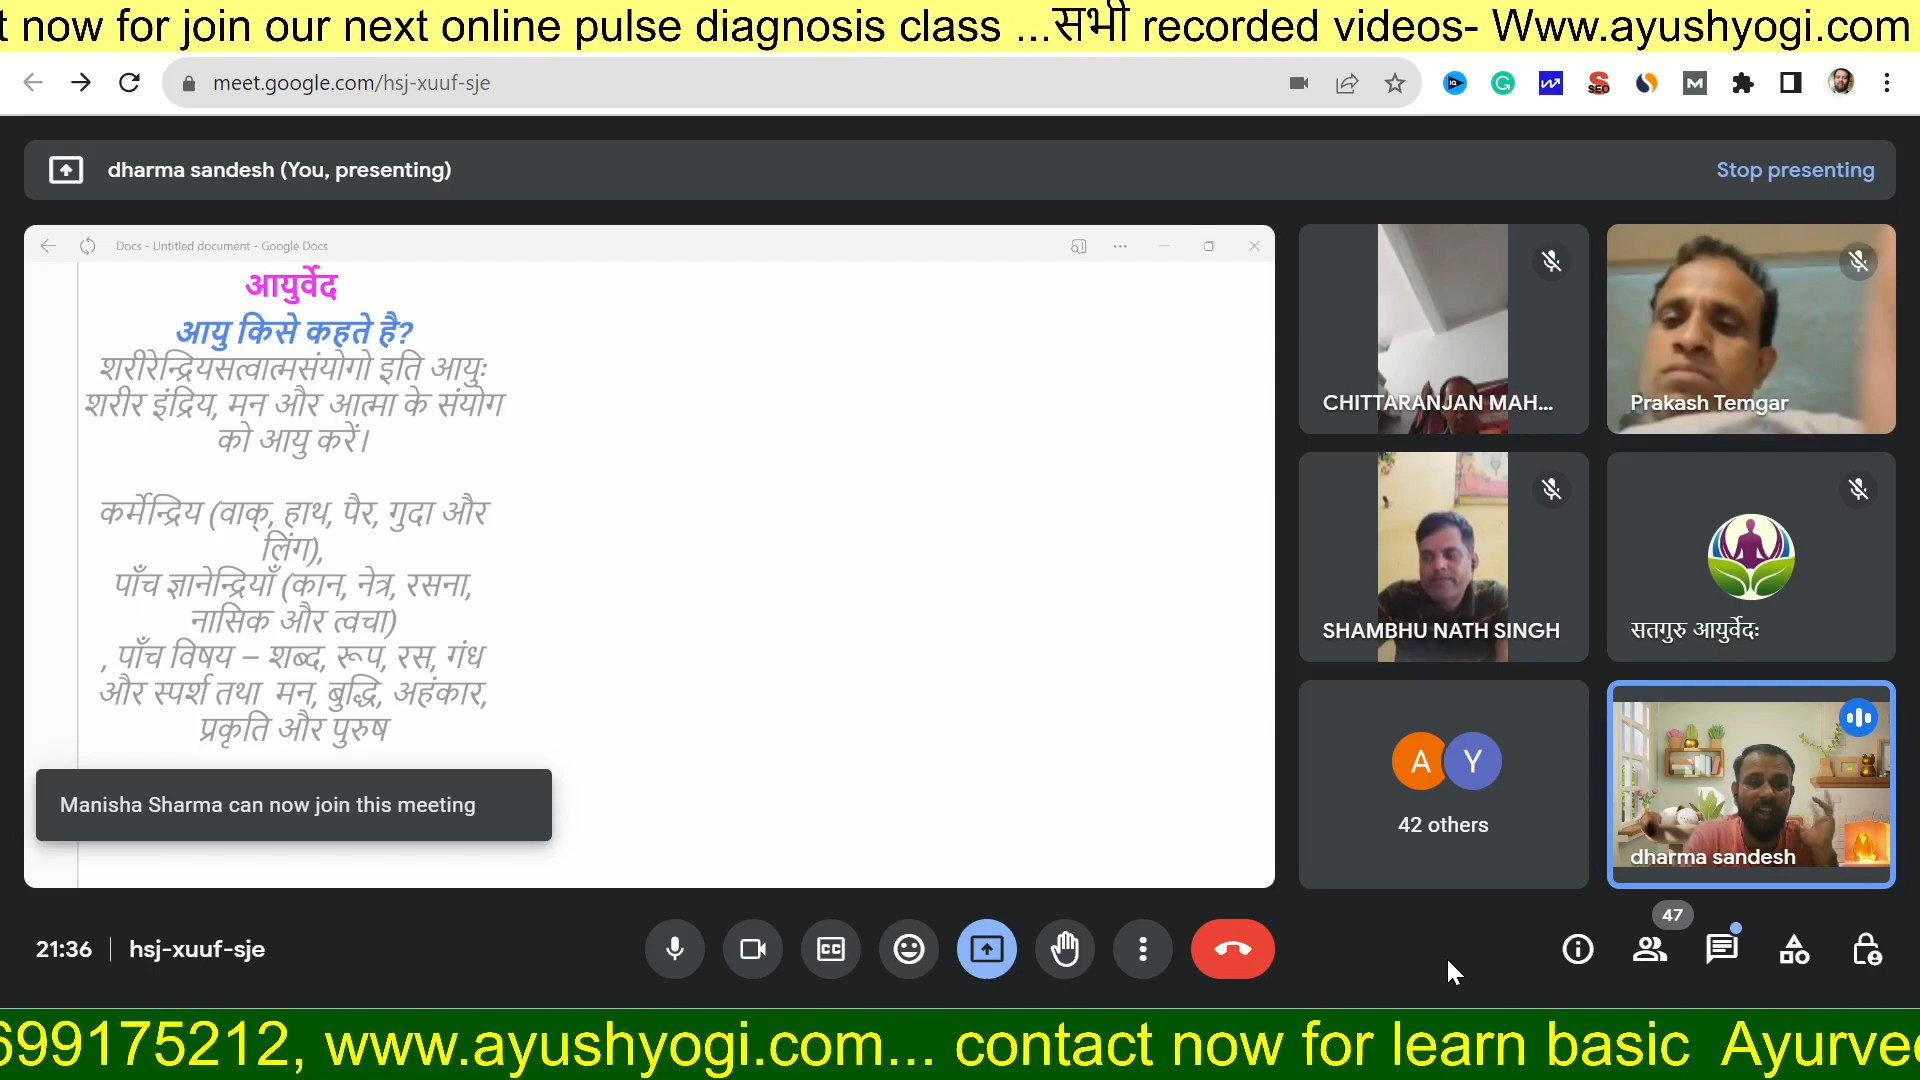 t now for join our next online pulse diagnosis class ...सभी recorded videos- Www.ayushyogi.com
meet.google.com/hsj-xuuf-sje
dharma sandesh (You, presenting)
Stop presenting
Docs - Untitled document - Google Docs
आयुर्वेद
आयु किसे कहते है?
शरीरेन्द्रियसत्वात्मसंयोगो इति आयुः
शरीर इंद्रिय, मन और आत्मा के संयोग
को आयु करें।
कर्मेन्द्रिय (वाक्, हाथ, पैर, गुदा और
लिंग),
पाँच ज्ञानेन्द्रियाँ (कान, नेत्र, रसना,
नासिक और त्वचा)
, पाँच विषय – शब्द, रूप, रस, गंध
और स्पर्श तथा मन, बुद्धि, अहंकार,
प्रकृति और पुरुष
Manisha Sharma can now join this meeting
CHITTARANJAN MAH...
Prakash Temgar
SHAMBHU NATH SINGH
सतगुरु आयुर्वेदः
A Y
42 others
dharma sandesh
21:36 | hsj-xuuf-sje
47
699175212, www.ayushyogi.com... contact now for learn basic Ayurve